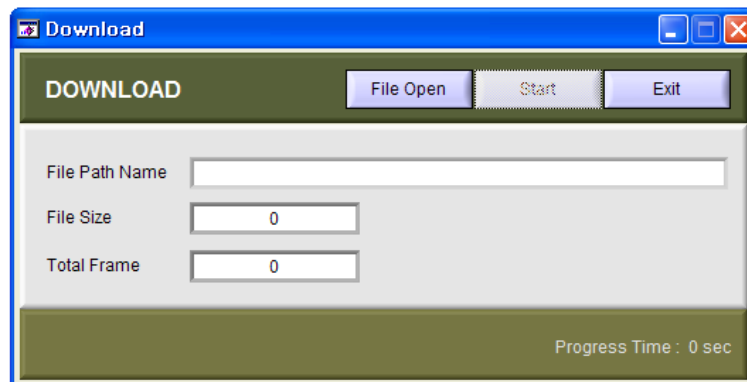 Download
DOWNLOAD File Open Start Exit
File Path Name
File Size 0
Total Frame 0
Progress Time : 0 sec